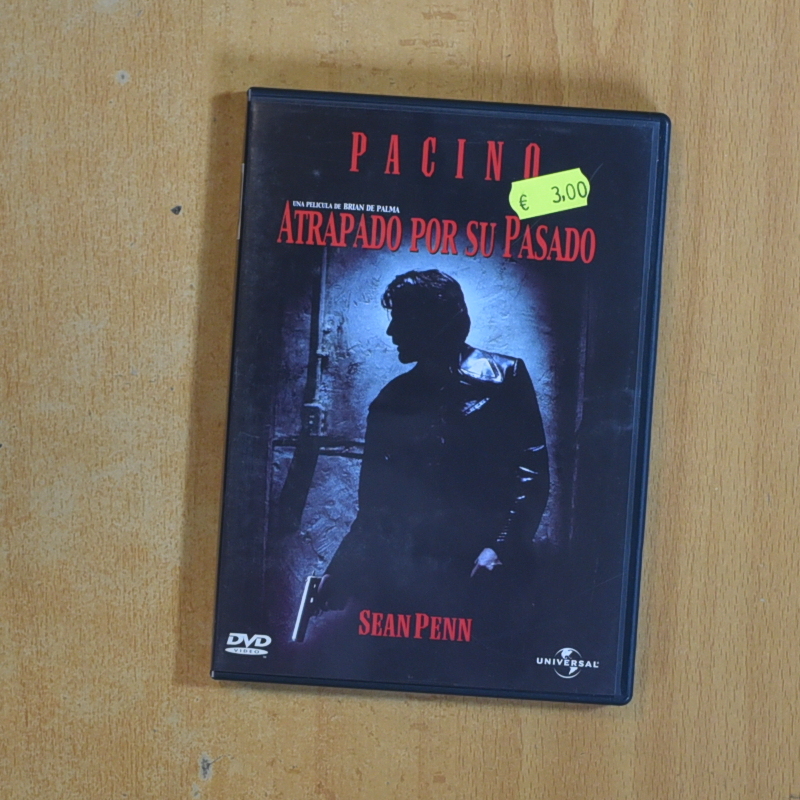 PACINO
€ 3,00
UNA PELICULA DE BRIAN DE PALMA
ATRAPADO POR SU PASADO
SEAN PENN
DVD
VIDEO
UNIVERSAL